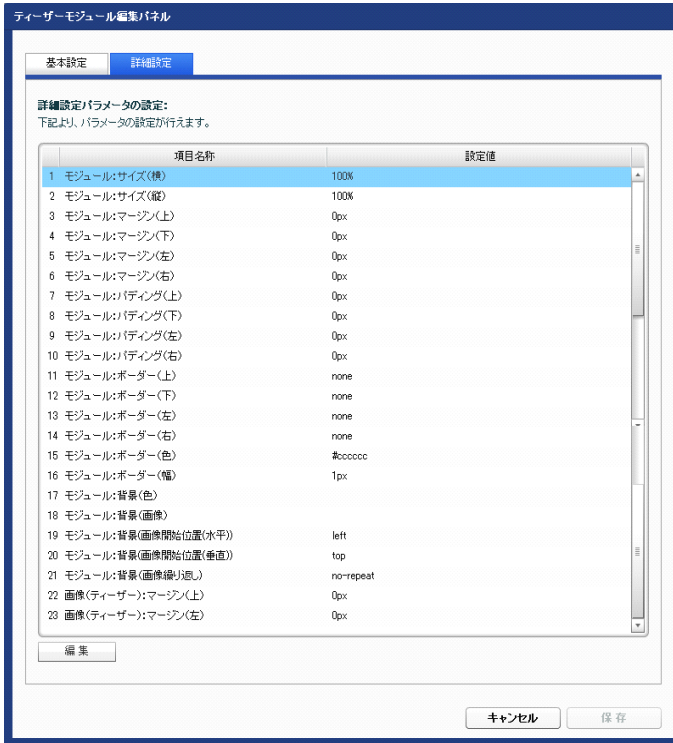 ティーザーモジュール編集パネル
基本設定 詳細設定
詳細設定パラメータの設定:
下記より、パラメータの設定が行えます。
項目名称 設定値
1 モジュール:サイズ(横) 100%
2 モジュール:サイズ(縦) 100%
3 モジュール:マージン(上) 0px
4 モジュール:マージン(下) 0px
5 モジュール:マージン(左) 0px
6 モジュール:マージン(右) 0px
7 モジュール:パディング(上) 0px
8 モジュール:パディング(下) 0px
9 モジュール:パディング(左) 0px
10 モジュール:パディング(右) 0px
11 モジュール:ボーダー(上) none
12 モジュール:ボーダー(下) none
13 モジュール:ボーダー(左) none
14 モジュール:ボーダー(右) none
15 モジュール:ボーダー(色) #cccccc
16 モジュール:ボーダー(幅) 1px
17 モジュール:背景(色)
18 モジュール:背景(画像)
19 モジュール:背景(画像開始位置(水平)) left
20 モジュール:背景(画像開始位置(垂直)) top
21 モジュール:背景(画像繰り返し) no-repeat
22 画像(ティーザー):マージン(上) 0px
23 画像(ティーザー):マージン(左) 0px
編集
キャンセル 保存